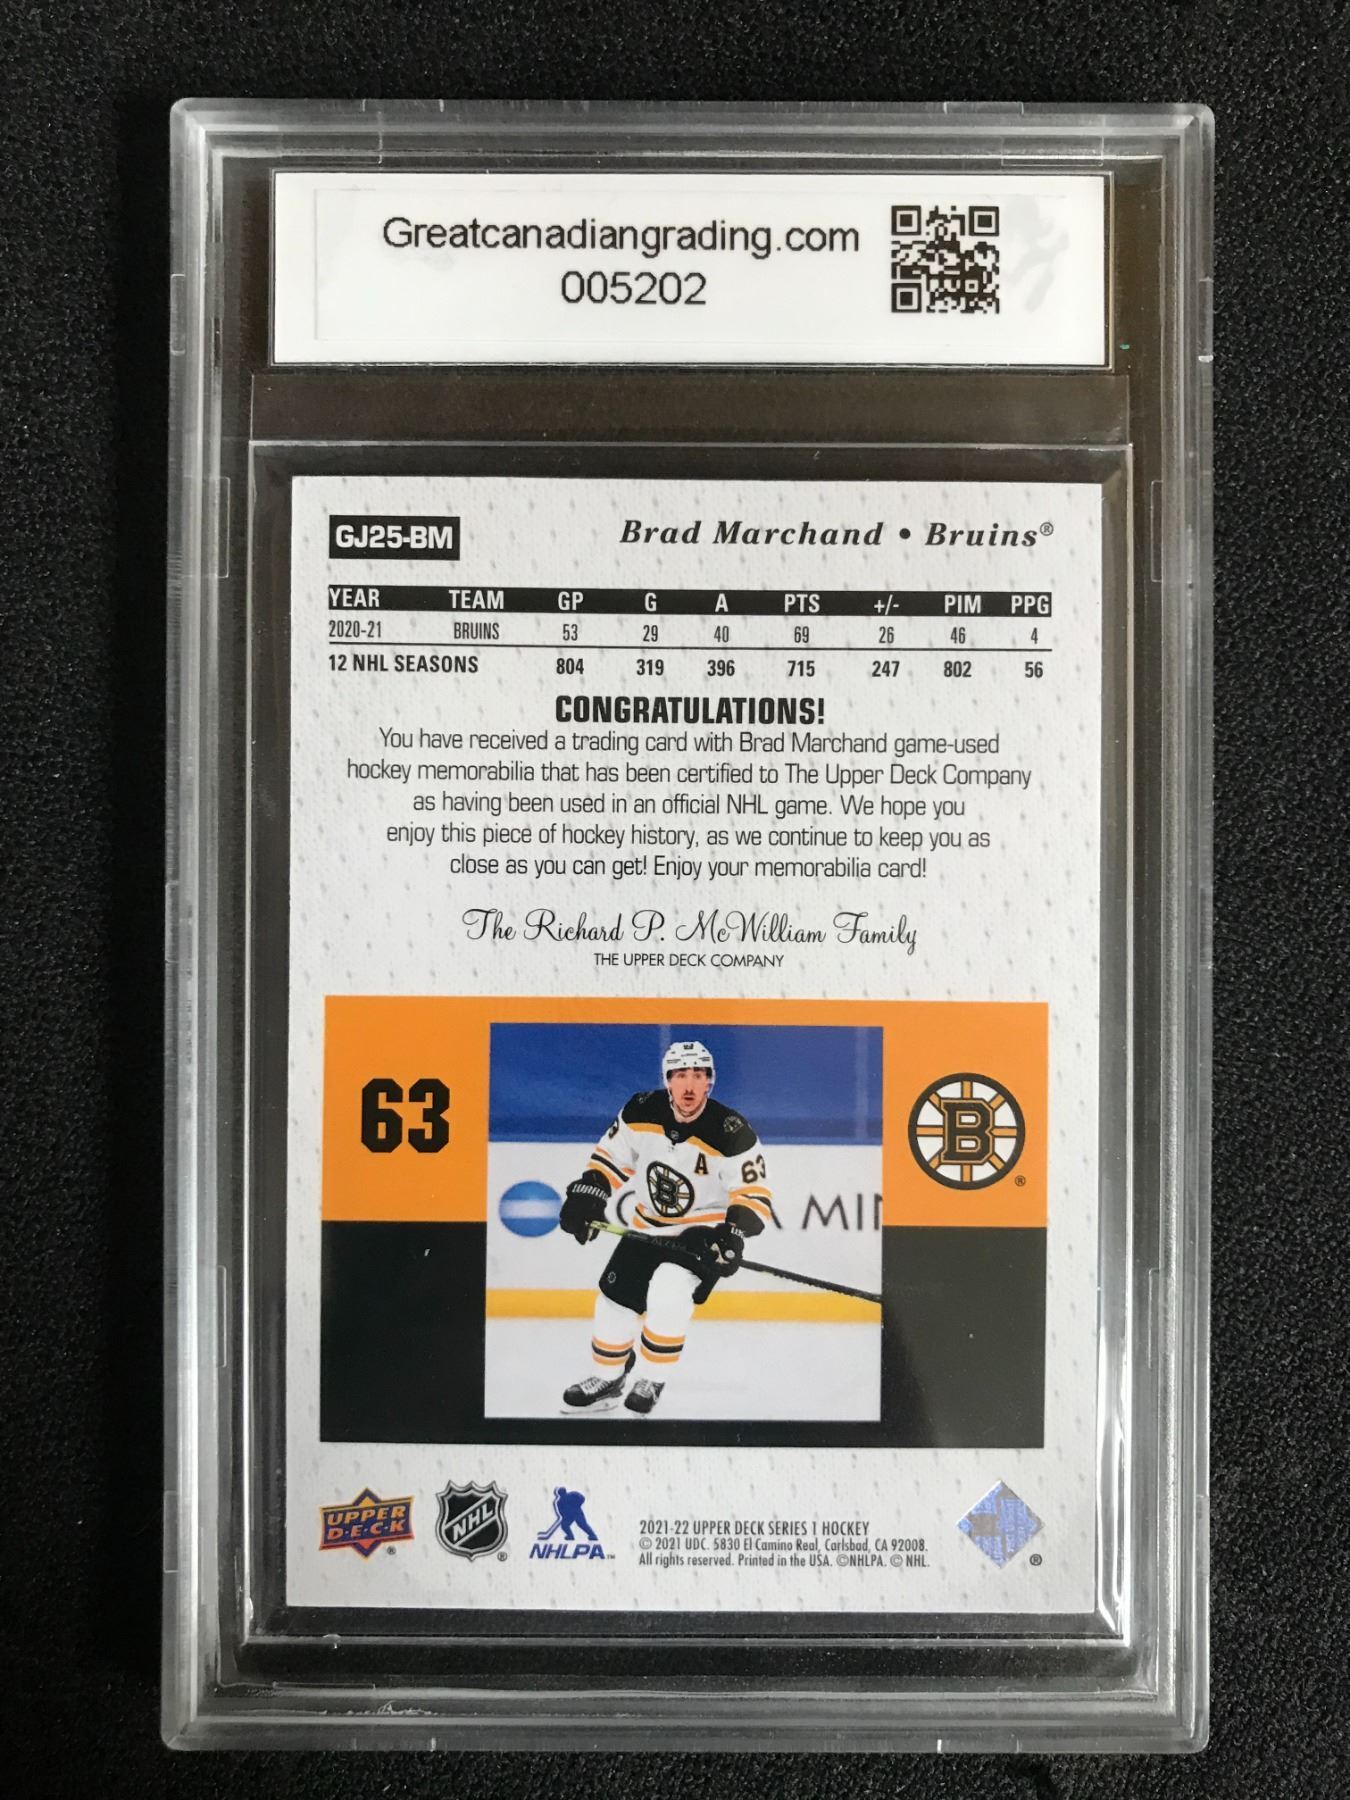 Greatcanadiangrading.com
005202
GJ25-BM
Brad Marchand • Bruins®
YEAR TEAM GP G A PTS +/- PIM PPG
2020-21 BRUINS 53 29 40 69 26 46 4
12 NHL SEASONS 804 319 396 715 247 802 56
CONGRATULATIONS!
You have received a trading card with Brad Marchand game-used
hockey memorabilia that has been certified to The Upper Deck Company
as having been used in an official NHL game. We hope you
enjoy this piece of hockey history, as we continue to keep you as
close as you can get! Enjoy your memorabilia card!
The Richard P. McWilliam Family
THE UPPER DECK COMPANY
63
B
®
63
A
63
B
MI
UPPER
D·E·C·K
®
NHL
®
NHLPA™
2021-22 UPPER DECK SERIES 1 HOCKEY
© 2021 UDC. 5830 El Camino Real, Carlsbad, CA 92008.
All rights reserved. Printed in the USA. ©NHLPA. © NHL.
®